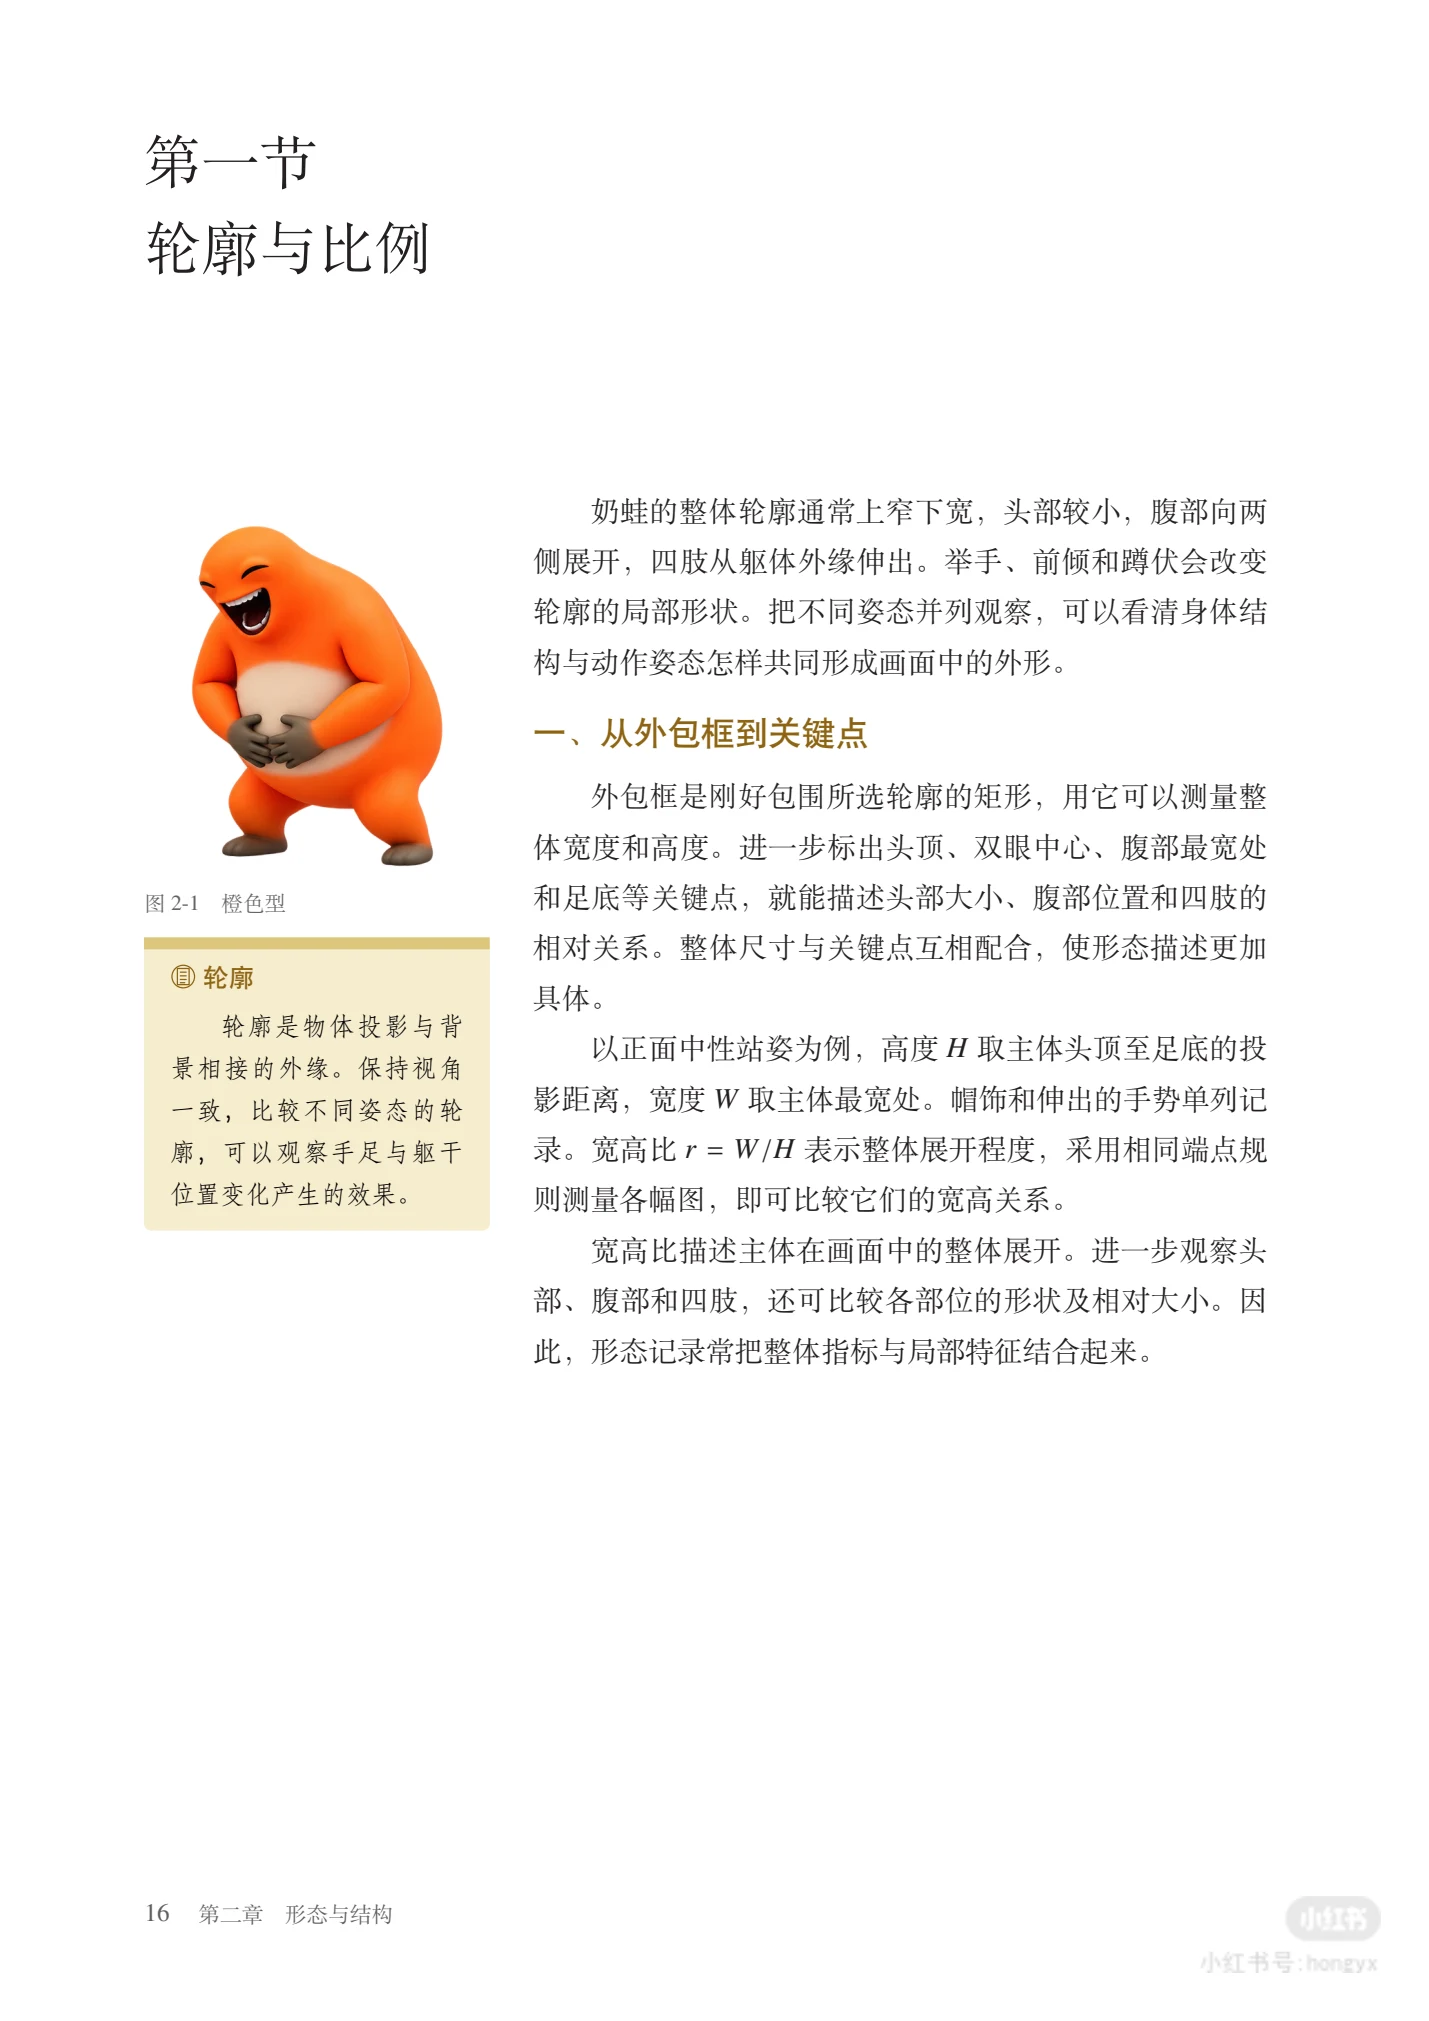 第一节
轮廓与比例
奶蛙的整体轮廓通常上窄下宽，头部较小，腹部向两
侧展开，四肢从躯体外缘伸出。举手、前倾和蹲伏会改变
轮廓的局部形状。把不同姿态并列观察，可以看清身体结
构与动作姿态怎样共同形成画面中的外形。
一、从外包框到关键点
外包框是刚好包围所选轮廓的矩形，用它可以测量整
体宽度和高度。进一步标出头顶、双眼中心、腹部最宽处
和足底等关键点，就能描述头部大小、腹部位置和四肢的
相对关系。整体尺寸与关键点互相配合，使形态描述更加
具体。
以正面中性站姿为例，高度 H 取主体头顶至足底的投
影距离，宽度 W 取主体最宽处。帽饰和伸出的手势单列记
录。宽高比 r = W/H 表示整体展开程度，采用相同端点规
则测量各幅图，即可比较它们的宽高关系。
宽高比描述主体在画面中的整体展开。进一步观察头
部、腹部和四肢，还可比较各部位的形状及相对大小。因
此，形态记录常把整体指标与局部特征结合起来。
图 2-1 橙色型
轮廓
轮廓是物体投影与背
景相接的外缘。保持视角
一致，比较不同姿态的轮
廓，可以观察手足与躯干
位置变化产生的效果。
16 第二章 形态与结构
小红书
小红书号:hongyx